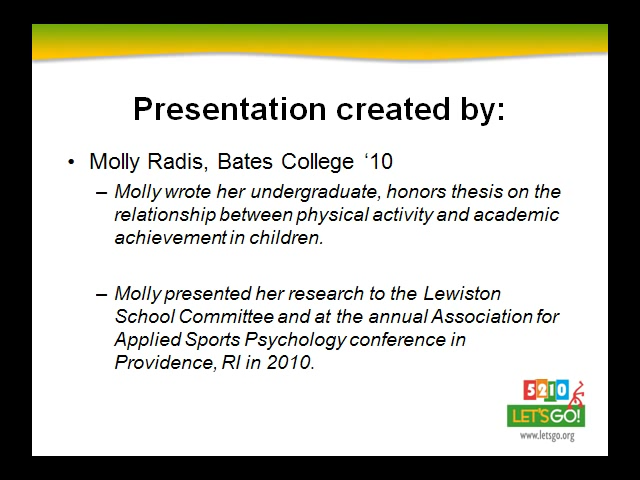 Presentation created by:
• Molly Radis, Bates College ‘10
– Molly wrote her undergraduate, honors thesis on the
relationship between physical activity and academic
achievement in children.
– Molly presented her research to the Lewiston
School Committee and at the annual Association for
Applied Sports Psychology conference in
Providence, RI in 2010.
5210
LET'S GO!
www.letsgo.org